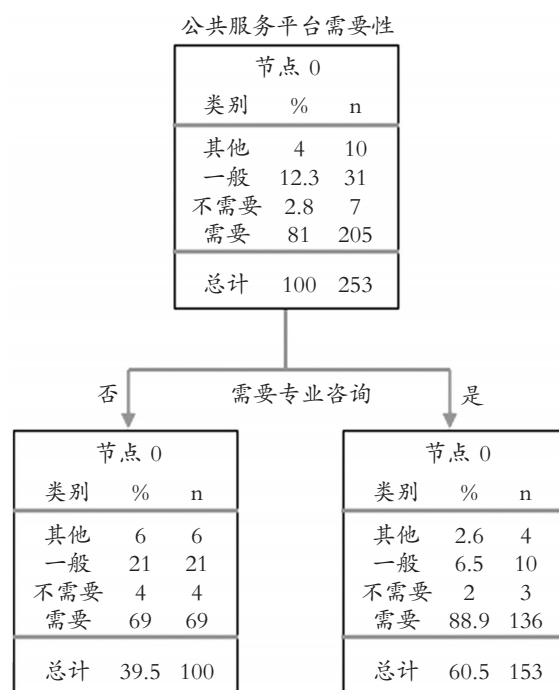 公共服务平台需要性
节点 0
类别 % n
其他 4 10
一般 12.3 31
不需要 2.8 7
需要 81 205
总计 100 253
否 需要专业咨询 是
节点 0
类别 % n
其他 6 6
一般 21 21
不需要 4 4
需要 69 69
总计 39.5 100
节点 0
类别 % n
其他 2.6 4
一般 6.5 10
不需要 2 3
需要 88.9 136
总计 60.5 153